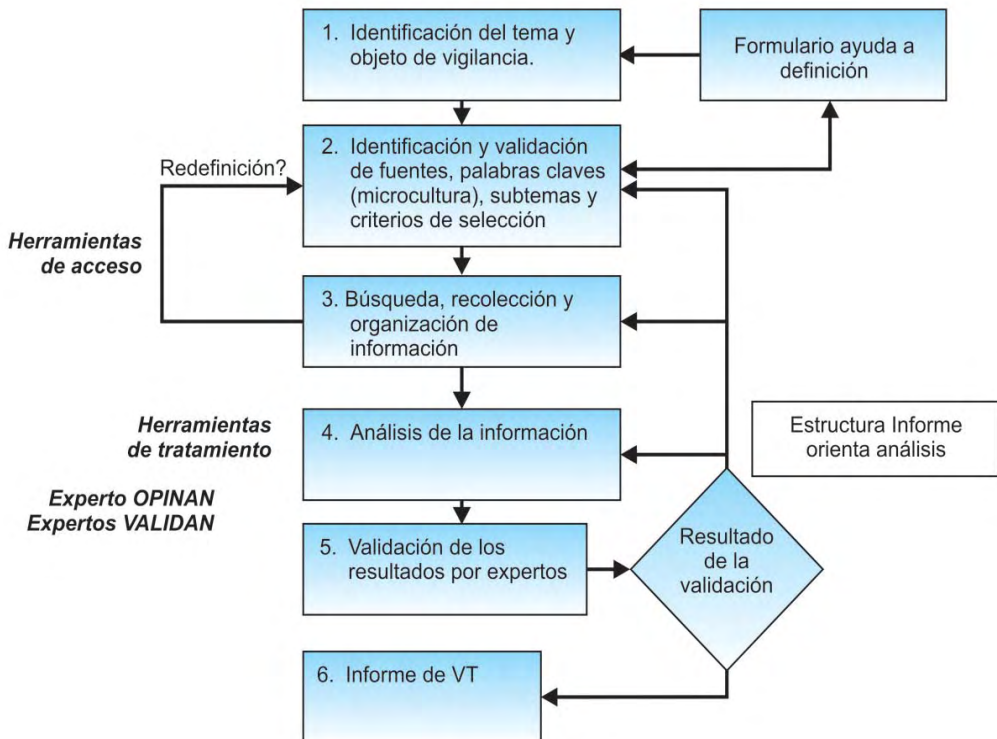 1. Identificación del tema y
objeto de vigilancia.
Formulario ayuda a
definición
2. Identificación y validación
de fuentes, palabras claves
(microcultura), subtemas y
criterios de selección
Redefinición?
Herramientas
de acceso
3. Búsqueda, recolección y
organización de
información
Herramientas
de tratamiento
4. Análisis de la información
Estructura Informe
orienta análisis
Experto OPINAN
Expertos VALIDAN
5. Validación de los
resultados por expertos
Resultado
de la
validación
6. Informe de VT